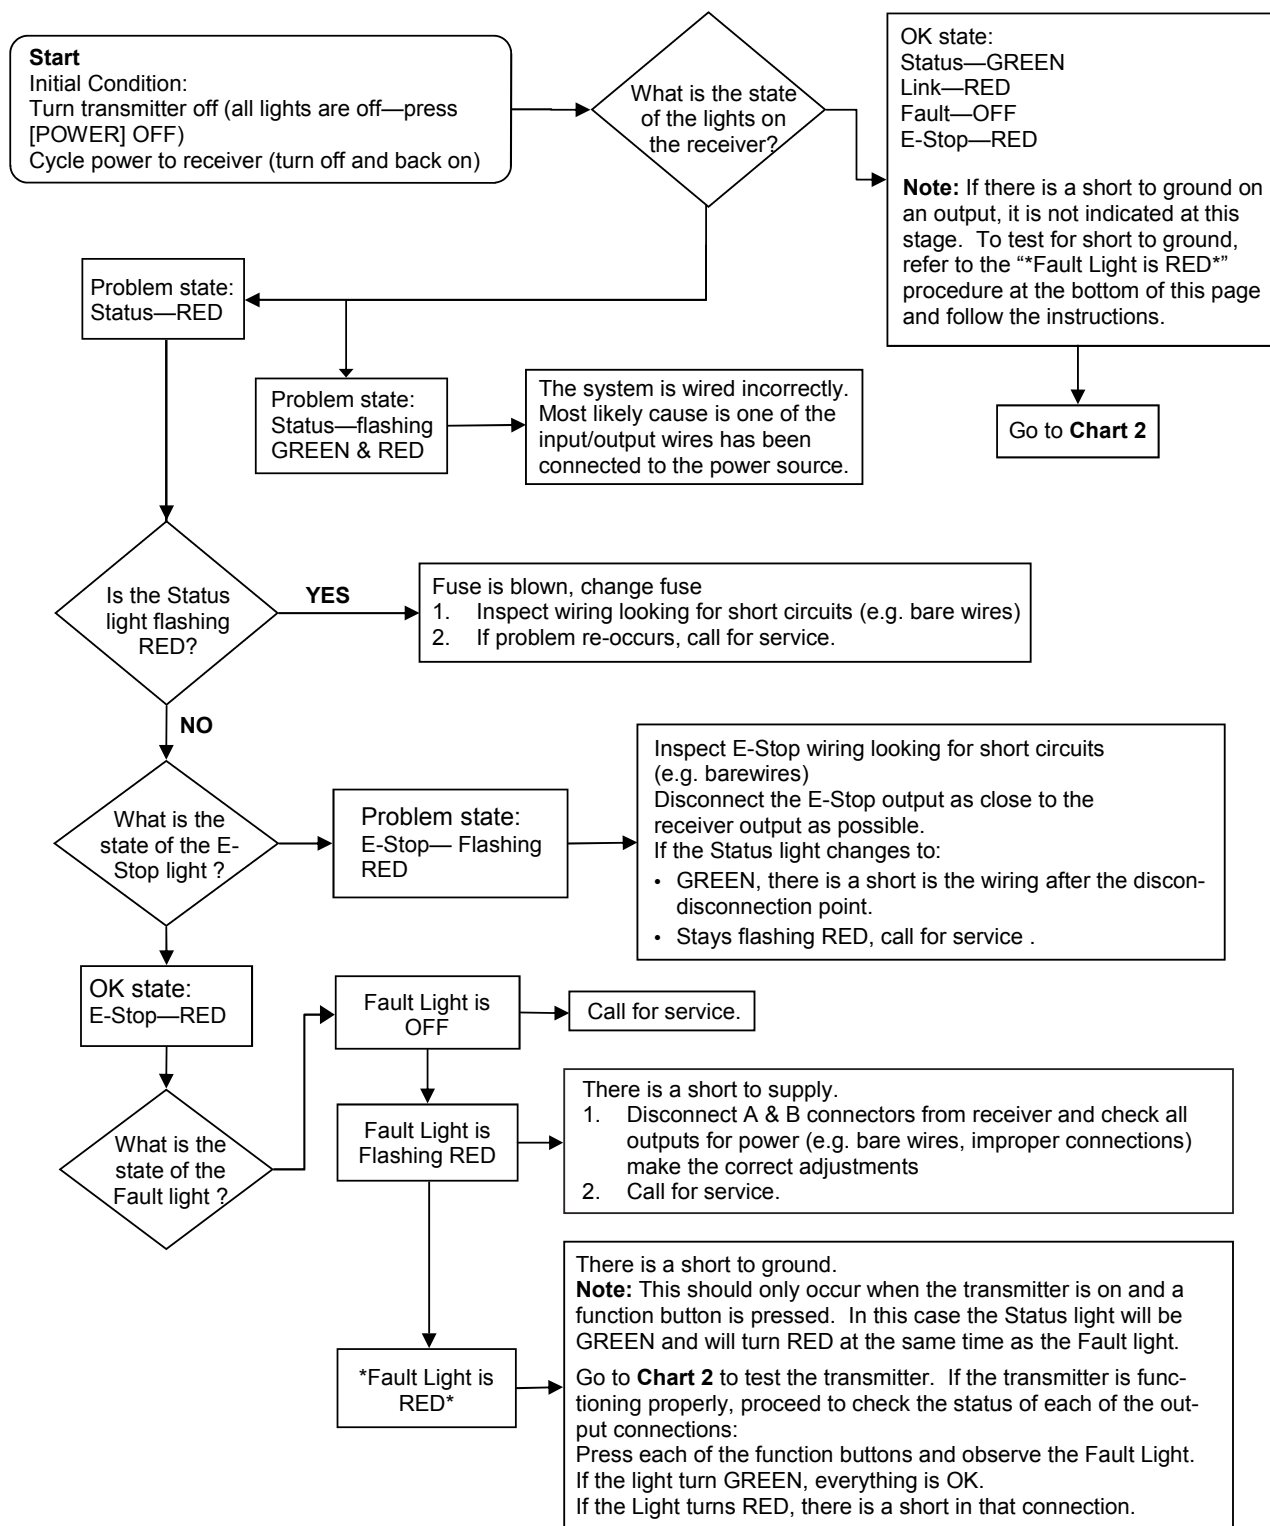 Start
Initial Condition:
Turn transmitter off (all lights are off—press
[POWER] OFF)
Cycle power to receiver (turn off and back on)
What is the state
of the lights on
the receiver?
OK state:
Status—GREEN
Link—RED
Fault—OFF
E-Stop—RED
Note: If there is a short to ground on
an output, it is not indicated at this
stage. To test for short to ground,
refer to the “*Fault Light is RED*”
procedure at the bottom of this page
and follow the instructions.
Go to Chart 2
Problem state:
Status—RED
Problem state:
Status—flashing
GREEN & RED
The system is wired incorrectly.
Most likely cause is one of the
input/output wires has been
connected to the power source.
Is the Status
light flashing
RED?
YES
Fuse is blown, change fuse
1. Inspect wiring looking for short circuits (e.g. bare wires)
2. If problem re-occurs, call for service.
NO
What is the
state of the E-
Stop light ?
Problem state:
E-Stop— Flashing
RED
Inspect E-Stop wiring looking for short circuits
(e.g. barewires)
Disconnect the E-Stop output as close to the
receiver output as possible.
If the Status light changes to:
• GREEN, there is a short is the wiring after the discon-
disconnection point.
• Stays flashing RED, call for service .
OK state:
E-Stop—RED
What is the
state of the
Fault light ?
Fault Light is
OFF
Call for service.
Fault Light is
Flashing RED
There is a short to supply.
1. Disconnect A & B connectors from receiver and check all
outputs for power (e.g. bare wires, improper connections)
make the correct adjustments
2. Call for service.
*Fault Light is
RED*
There is a short to ground.
Note: This should only occur when the transmitter is on and a
function button is pressed. In this case the Status light will be
GREEN and will turn RED at the same time as the Fault light.
Go to Chart 2 to test the transmitter. If the transmitter is func-
tioning properly, proceed to check the status of each of the out-
put connections:
Press each of the function buttons and observe the Fault Light.
If the light turn GREEN, everything is OK.
If the Light turns RED, there is a short in that connection.